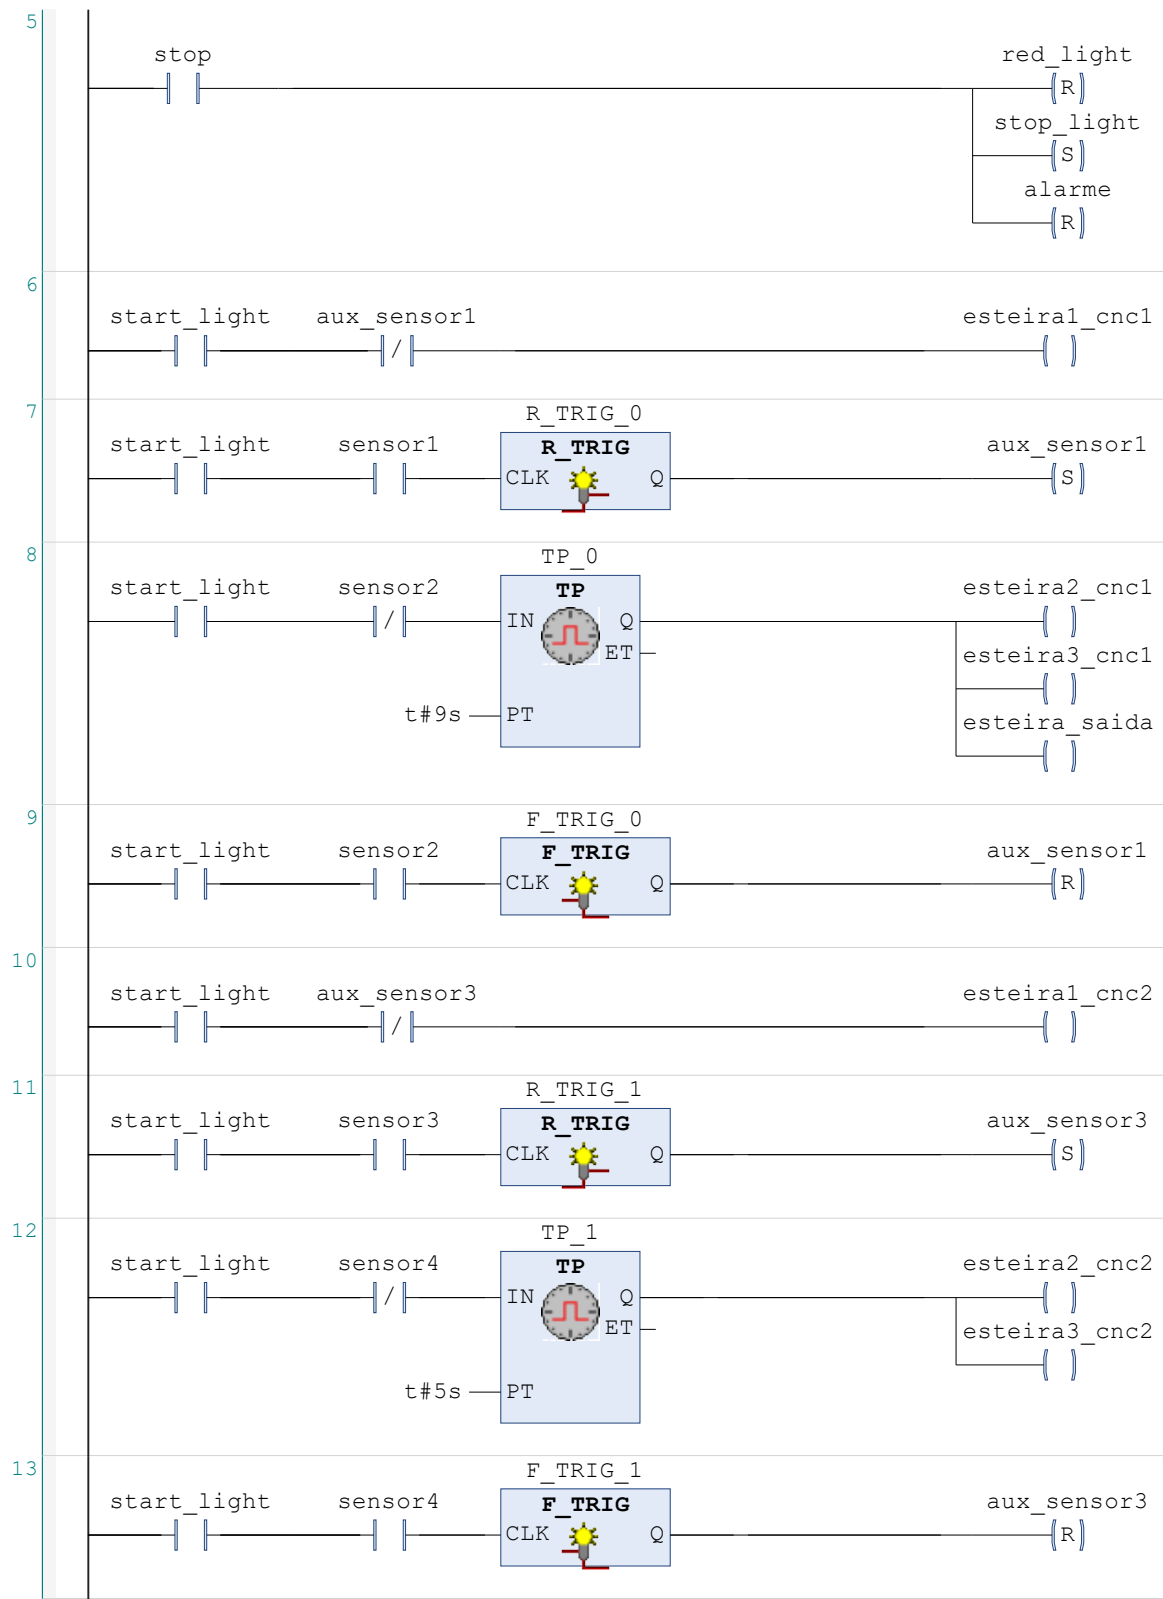 5
stop red_light
R
stop_light
S
alarme
R
6
start_light aux_sensor1 esteira1_cnc1
/
7
R_TRIG_0
start_light sensor1 R_TRIG aux_sensor1
CLK Q S
8
TP_0
start_light sensor2 TP esteira2_cnc1
/ IN Q
ET esteira3_cnc1
t#9s PT esteira_saida
9
F_TRIG_0
start_light sensor2 F_TRIG aux_sensor1
CLK Q R
10
start_light aux_sensor3 esteira1_cnc2
/
11
R_TRIG_1
start_light sensor3 R_TRIG aux_sensor3
CLK Q S
12
TP_1
start_light sensor4 TP esteira2_cnc2
/ IN Q
ET esteira3_cnc2
t#5s PT
13
F_TRIG_1
start_light sensor4 F_TRIG aux_sensor3
CLK Q R